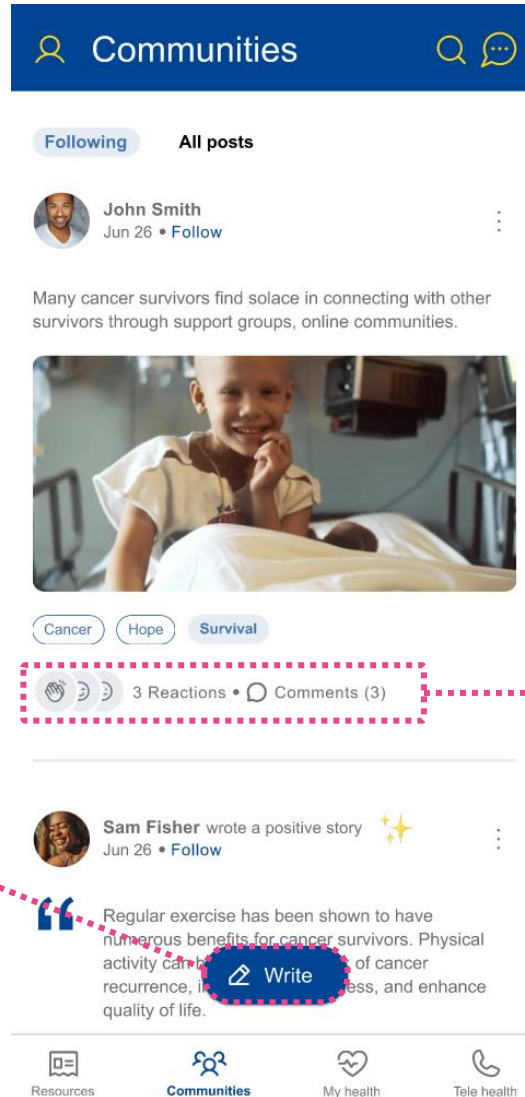 Communities
Following All posts
John Smith
Jun 26 • Follow
Many cancer survivors find solace in connecting with other
survivors through support groups, online communities.
Cancer Hope Survival
3 Reactions • Comments (3)
Sam Fisher wrote a positive story
Jun 26 • Follow
“
Regular exercise has been shown to have
numerous benefits for cancer survivors. Physical
activity can of cancer
Write
recurrence, and enhance
quality of life.
Resources Communities My health Tele health